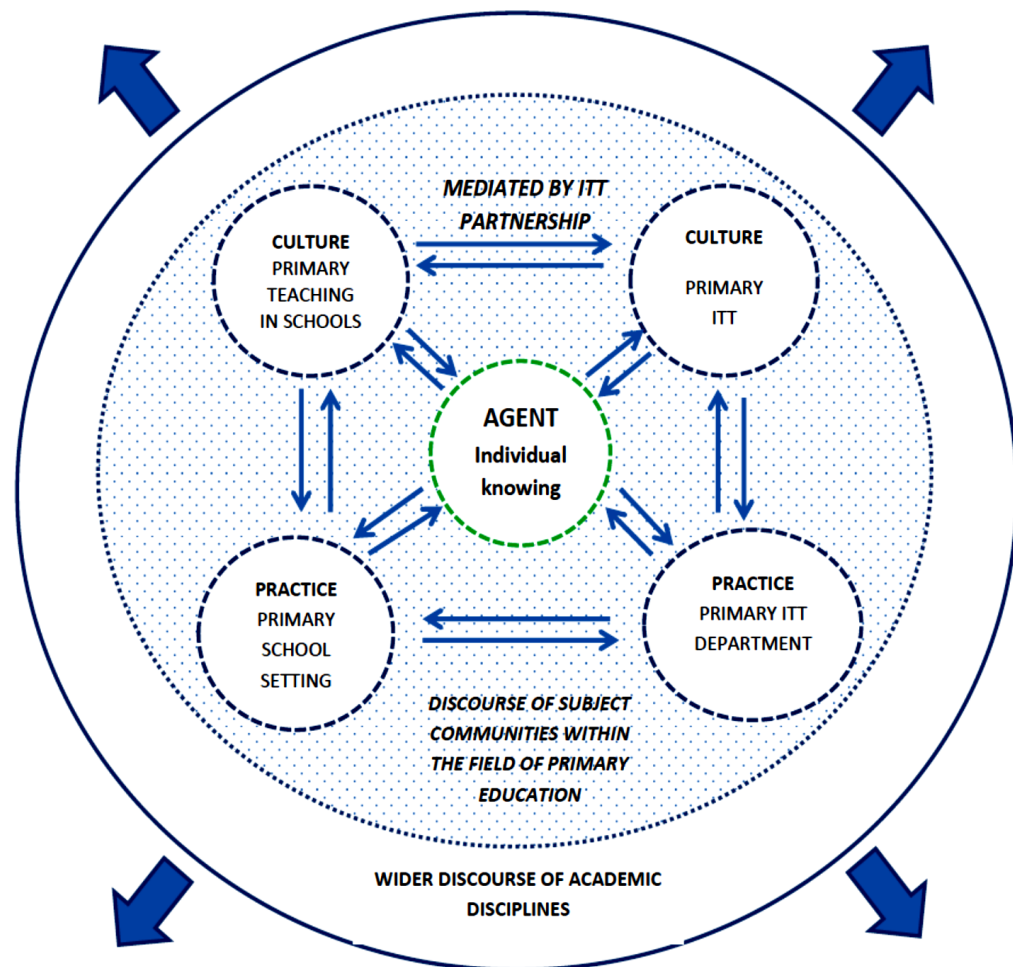 MEDIATED BY ITT
PARTNERSHIP
CULTURE
PRIMARY
TEACHING
IN SCHOOLS
CULTURE
PRIMARY
ITT
AGENT
Individual
knowing
PRACTICE
PRIMARY
SCHOOL
SETTING
PRACTICE
PRIMARY ITT
DEPARTMENT
DISCOURSE OF SUBJECT
COMMUNITIES WITHIN
THE FIELD OF PRIMARY
EDUCATION
WIDER DISCOURSE OF ACADEMIC
DISCIPLINES